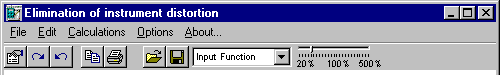 Elimination of instrument distortion
File Edit Calculations Options About...
Input Function
20 % 100 % 500 %